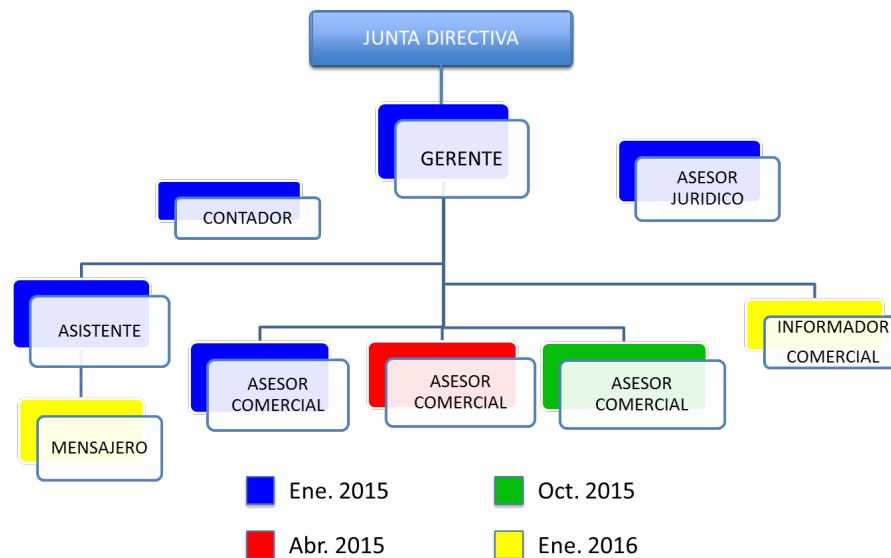 JUNTA DIRECTIVA
GERENTE
ASESOR
JURIDICO
CONTADOR
ASISTENTE
INFORMADOR
COMERCIAL
ASESOR
COMERCIAL
ASESOR
COMERCIAL
ASESOR
COMERCIAL
MENSAJERO
Ene. 2015
Oct. 2015
Abr. 2015
Ene. 2016